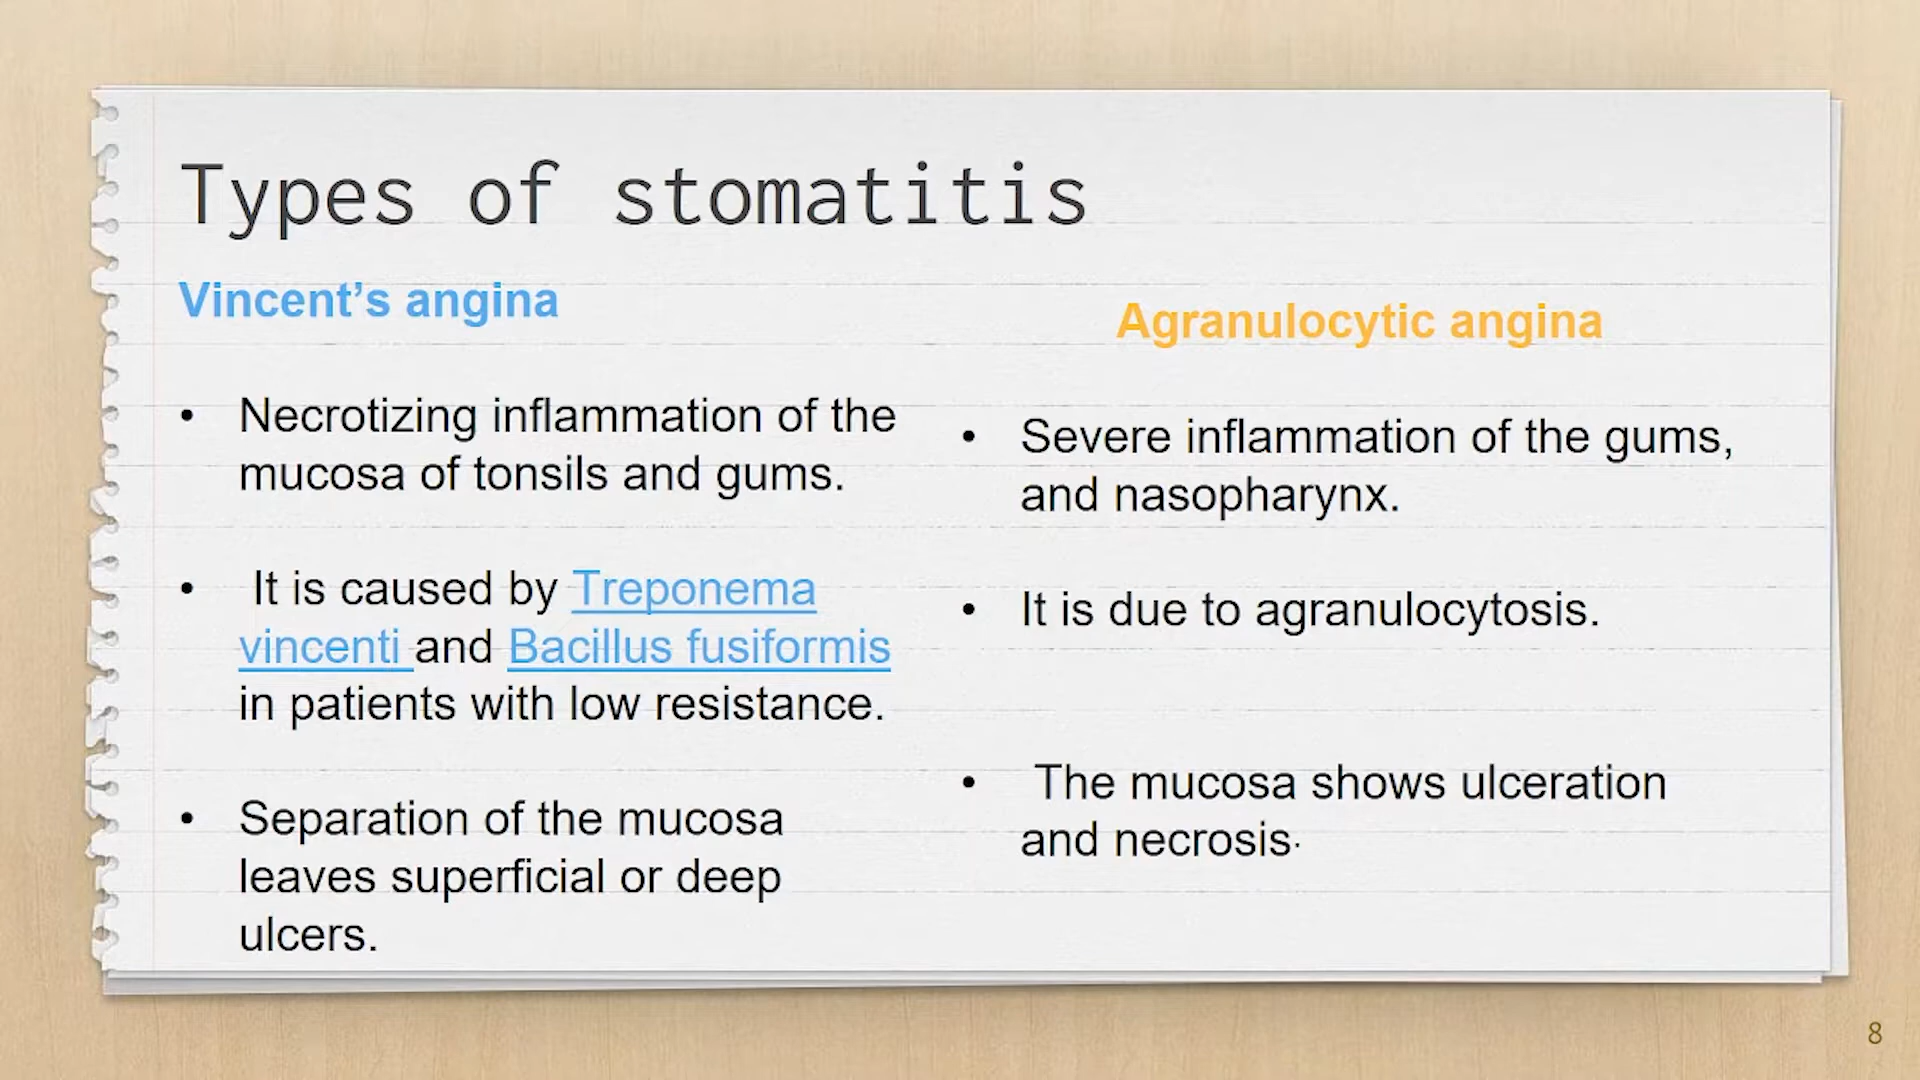 Types of stomatitis
Vincent’s angina
• Necrotizing inflammation of the
mucosa of tonsils and gums.
• It is caused by Treponema
vincenti and Bacillus fusiformis
in patients with low resistance.
• Separation of the mucosa
leaves superficial or deep
ulcers.
Agranulocytic angina
• Severe inflammation of the gums,
and nasopharynx.
• It is due to agranulocytosis.
• The mucosa shows ulceration
and necrosis.
8